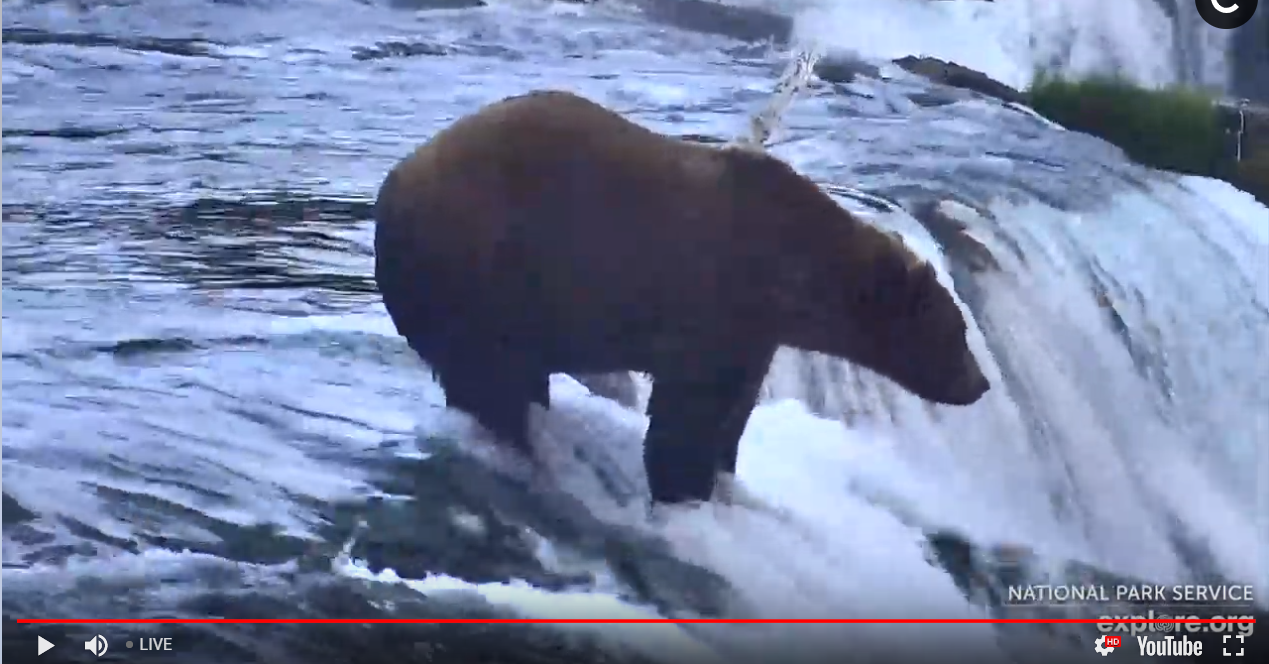 NATIONAL PARK SERVICE
explore.org
LIVE
HD
YouTube